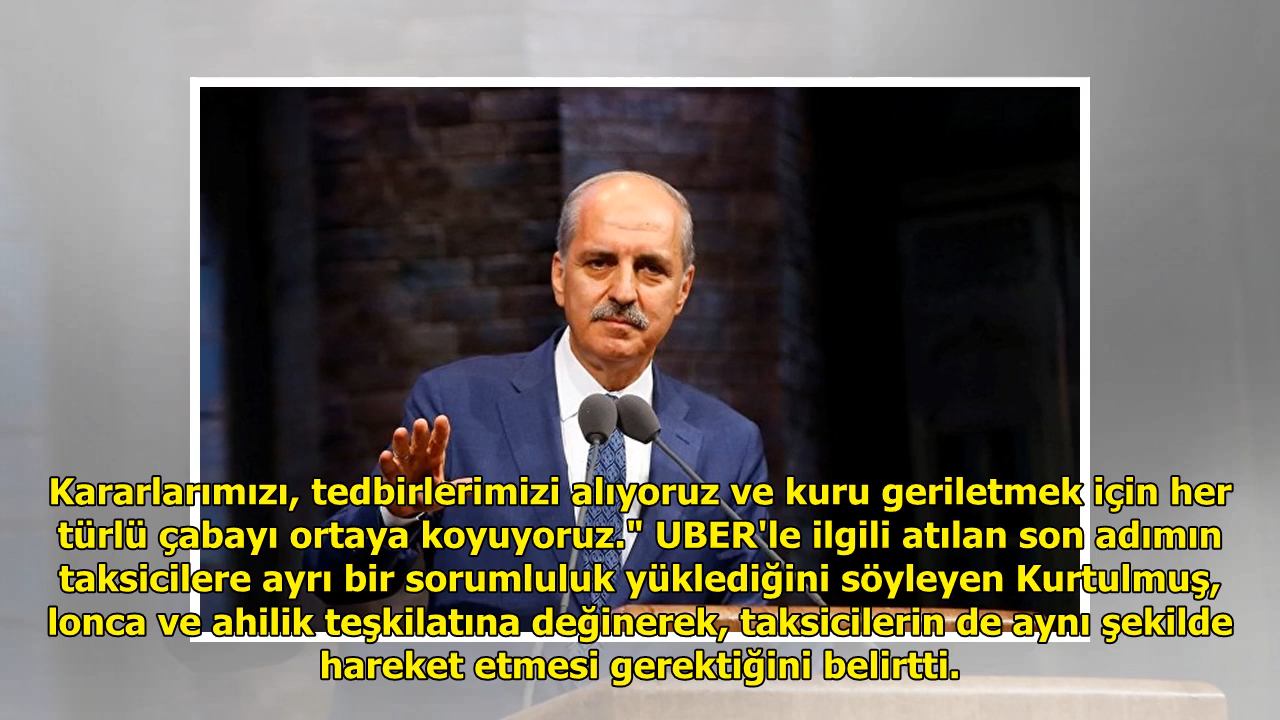 Kararlarımızı, tedbirlerimizi alıyoruz ve kuru geriletmek için her
türlü çabayı ortaya koyuyoruz." UBER'le ilgili atılan son adımın
taksicilere ayrı bir sorumluluk yüklediğini söyleyen Kurtulmuş,
lonca ve ahilik teşkilatına değinerek, taksicilerin de aynı şekilde
hareket etmesi gerektiğini belirtti.